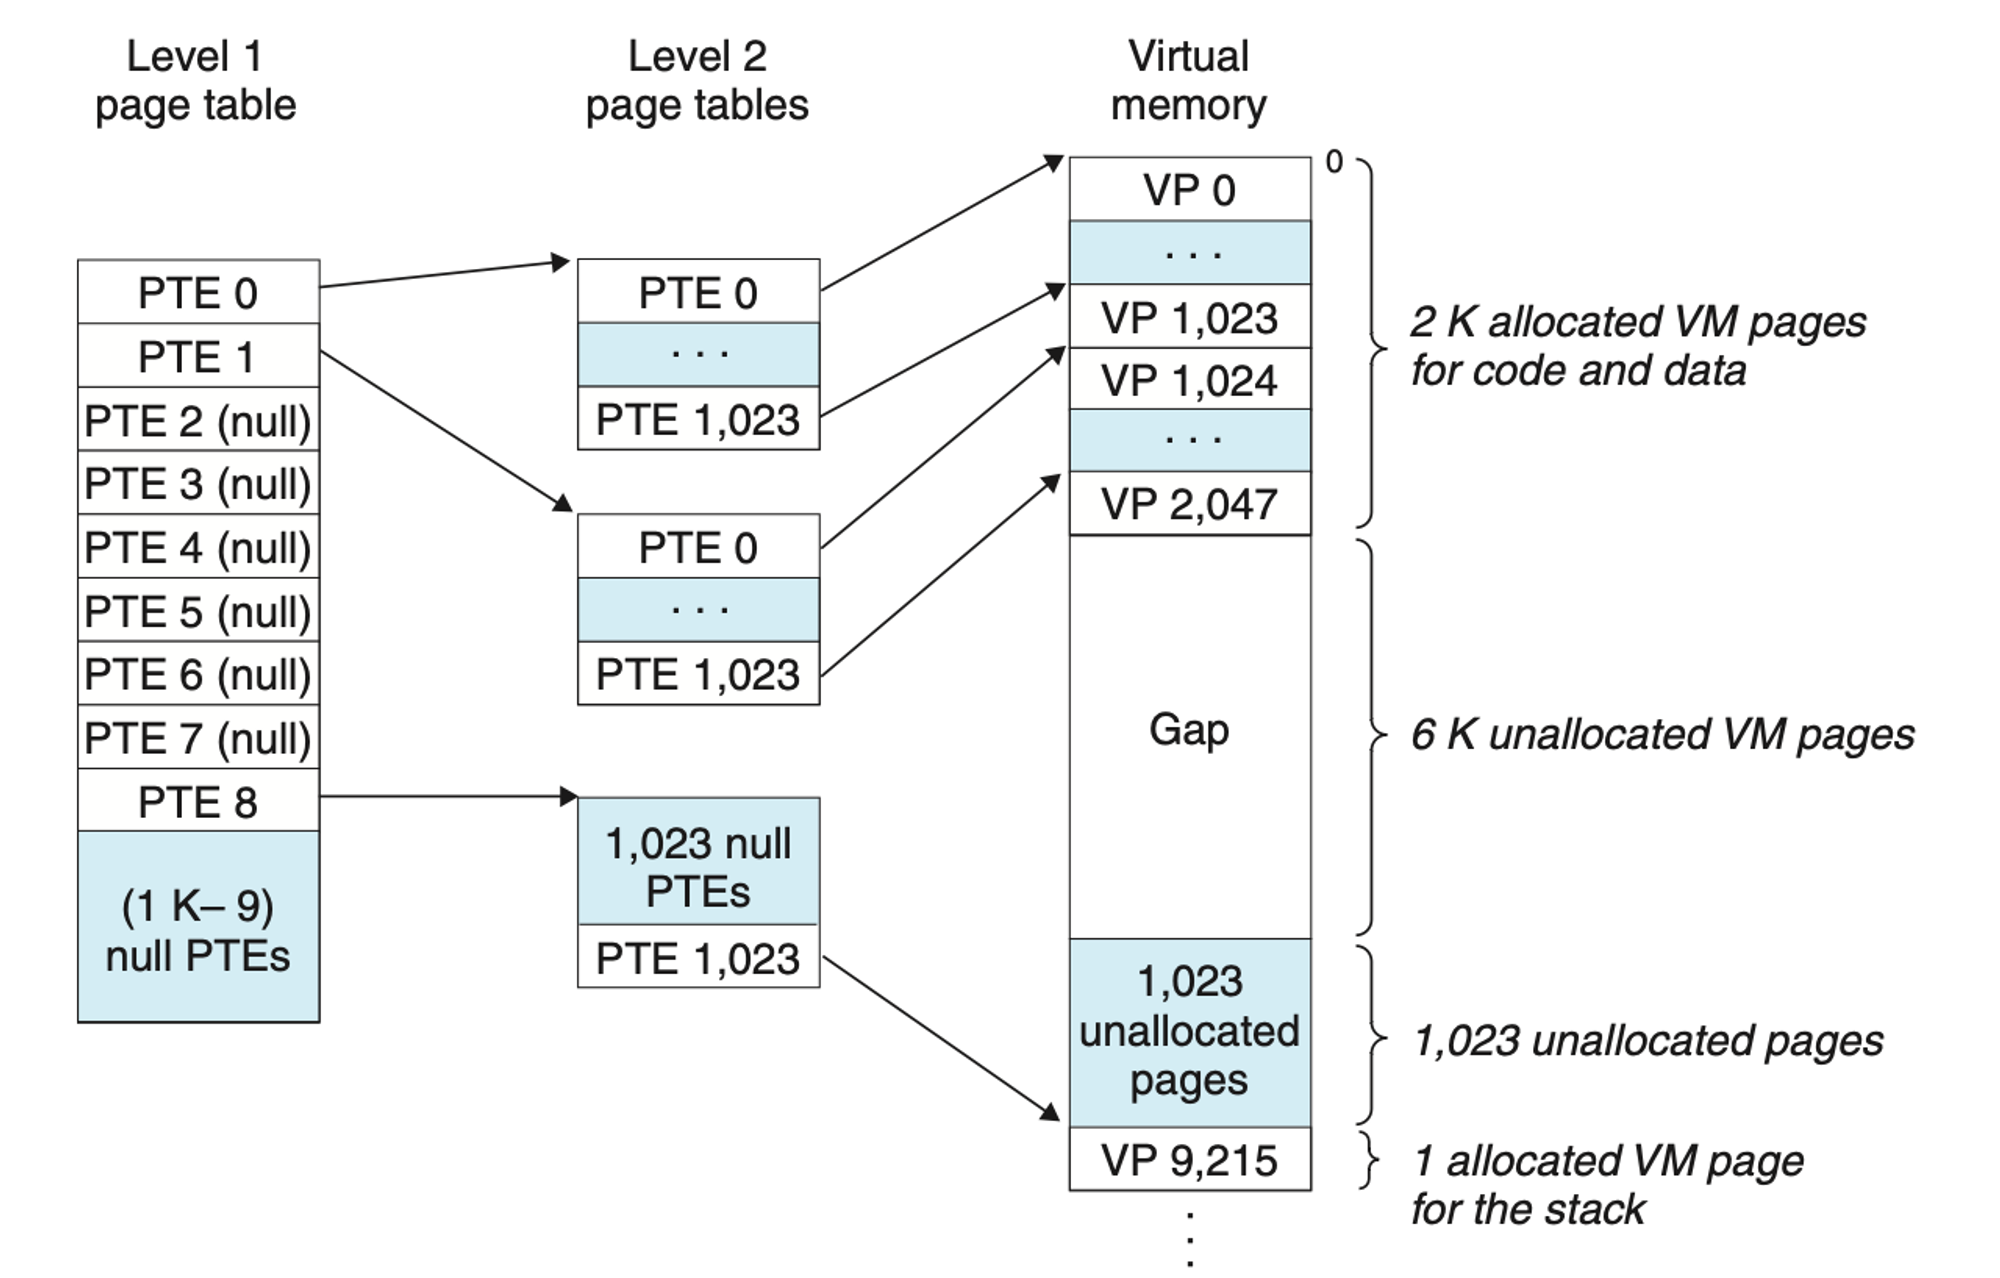 Level 1
page table
Level 2
page tables
Virtual
memory
PTE 0
PTE 1
PTE 2 (null)
PTE 3 (null)
PTE 4 (null)
PTE 5 (null)
PTE 6 (null)
PTE 7 (null)
PTE 8
(1 K– 9)
null PTEs
PTE 0
. . .
PTE 1,023
PTE 0
. . .
PTE 1,023
1,023 null
PTEs
PTE 1,023
0
VP 0
. . .
VP 1,023
VP 1,024
. . .
VP 2,047
Gap
1,023
unallocated
pages
VP 9,215
2 K allocated VM pages
for code and data
6 K unallocated VM pages
1,023 unallocated pages
1 allocated VM page
for the stack